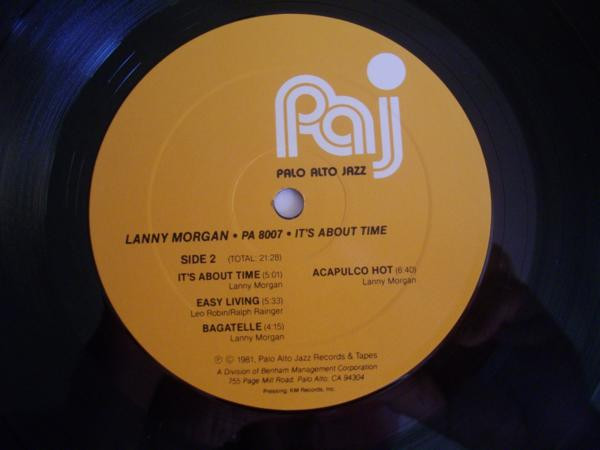 Paj
PALO ALTO JAZZ
LANNY MORGAN • PA 8007 • IT'S ABOUT TIME
SIDE 2 (TOTAL: 21:28)
IT'S ABOUT TIME (5:01)
Lanny Morgan
EASY LIVING (5:33)
Leo Robin/Ralph Rainger
BAGATELLE (4:15)
Lanny Morgan
ACAPULCO HOT (6:40)
Lanny Morgan
℗ © 1981, Palo Alto Jazz Records & Tapes
A Division of Benham Management Corporation
755 Page Mill Road, Palo Alto, CA 94304
Pressing: KM Records, Inc.